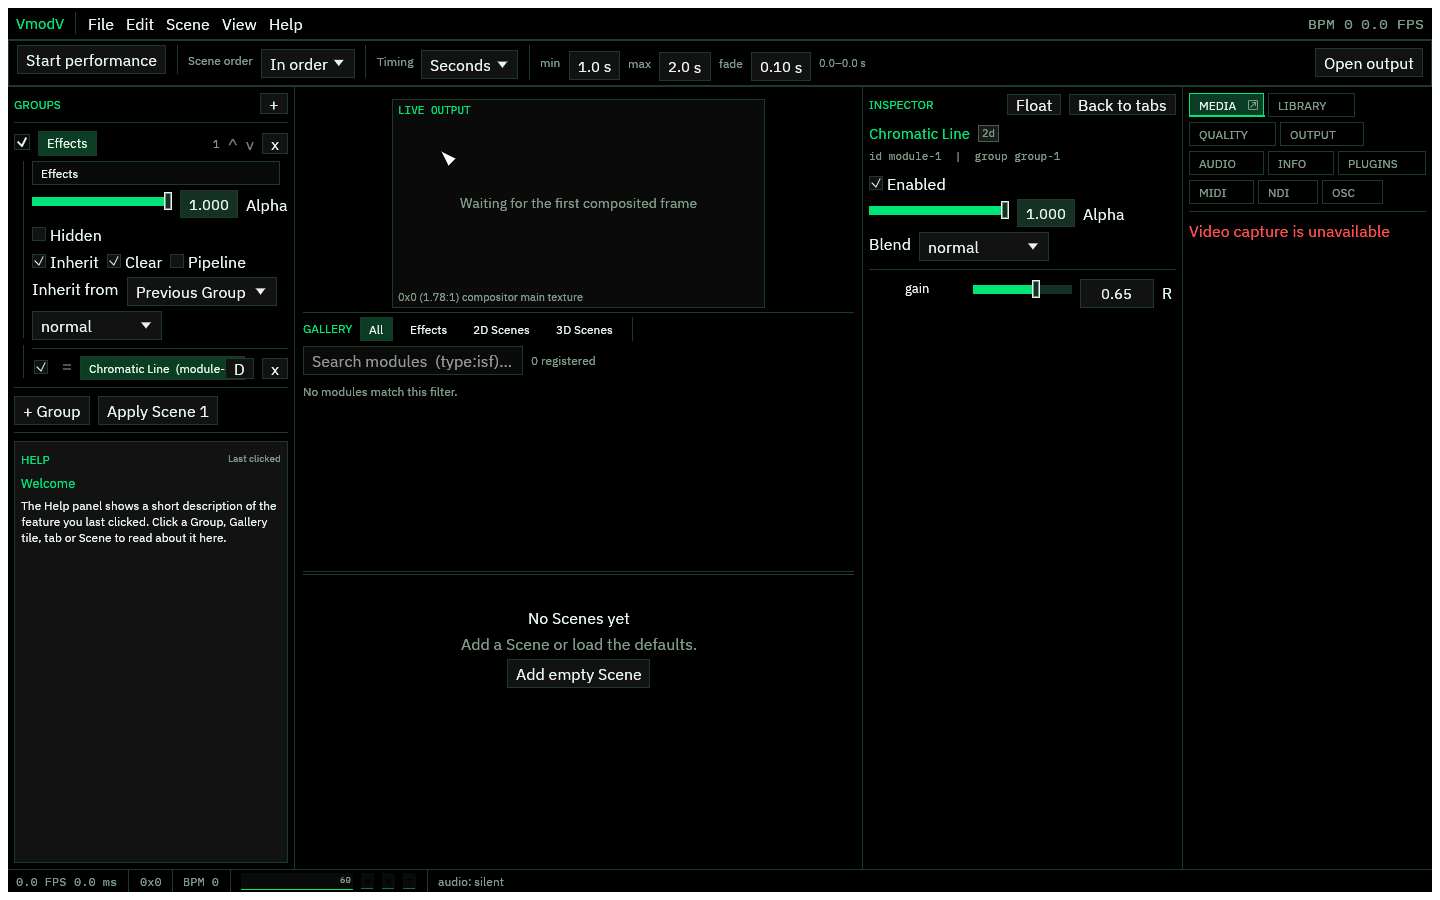 VmodV File Edit Scene View Help BPM 0 0.0 FPS
Start performance Scene order In order Timing Seconds min 1.0 s max 2.0 s fade 0.10 s 0.0–0.0 s Open output
GROUPS +
Effects 1 ^ v x
Effects
1.000 Alpha
Hidden
Inherit Clear Pipeline
Inherit from Previous Group
normal
= Chromatic Line (module- D x
+ Group Apply Scene 1
HELP Last clicked
Welcome
The Help panel shows a short description of the
feature you last clicked. Click a Group, Gallery
tile, tab or Scene to read about it here.
LIVE OUTPUT
Waiting for the first composited frame
0x0 (1.78:1) compositor main texture
GALLERY All Effects 2D Scenes 3D Scenes
Search modules (type:isf)... 0 registered
No modules match this filter.
No Scenes yet
Add a Scene or load the defaults.
Add empty Scene
INSPECTOR Float Back to tabs
Chromatic Line 2d
id module-1 | group group-1
Enabled
1.000 Alpha
Blend normal
gain 0.65 R
MEDIA LIBRARY
QUALITY OUTPUT
AUDIO INFO PLUGINS
MIDI NDI OSC
Video capture is unavailable
0.0 FPS 0.0 ms 0x0 BPM 0 60 audio: silent